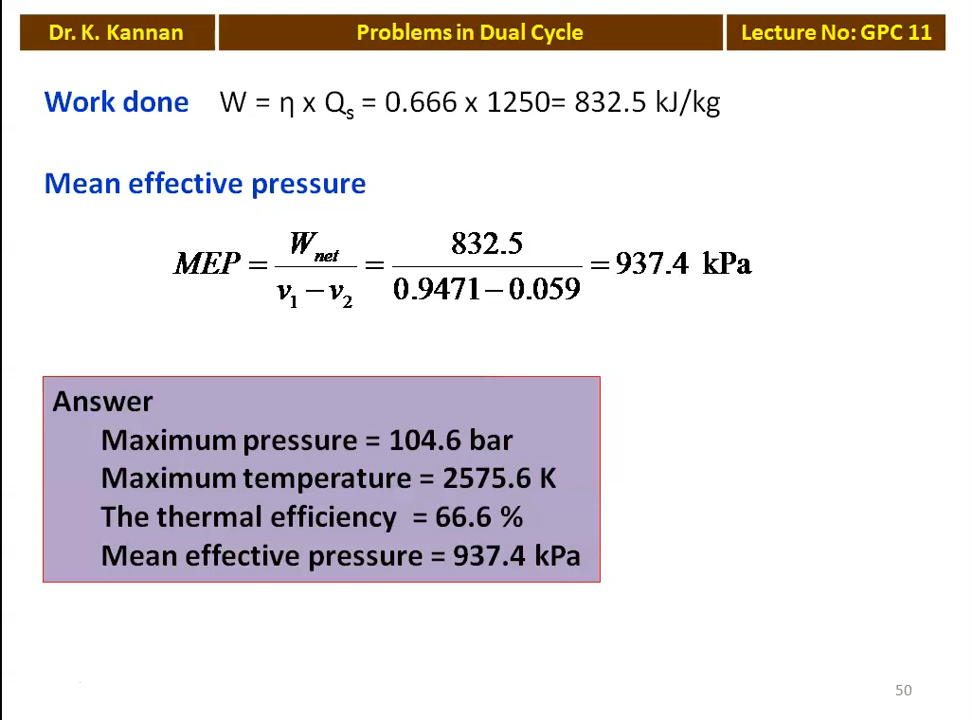 Dr. K. Kannan
Problems in Dual Cycle
Lecture No: GPC 11
Work done W = η x Qs = 0.666 x 1250= 832.5 kJ/kg
Mean effective pressure
MEP = Wnet / (v1 − v2) = 832.5 / (0.9471 − 0.059) = 937.4 kPa
Answer
Maximum pressure = 104.6 bar
Maximum temperature = 2575.6 K
The thermal efficiency = 66.6 %
Mean effective pressure = 937.4 kPa
50